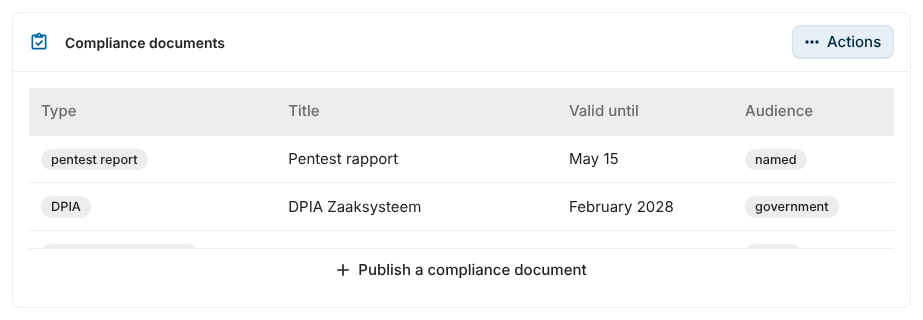 Compliance documents
Actions
Type Title Valid until Audience
pentest report Pentest rapport May 15 named
DPIA DPIA Zaaksysteem February 2028 government
Publish a compliance document